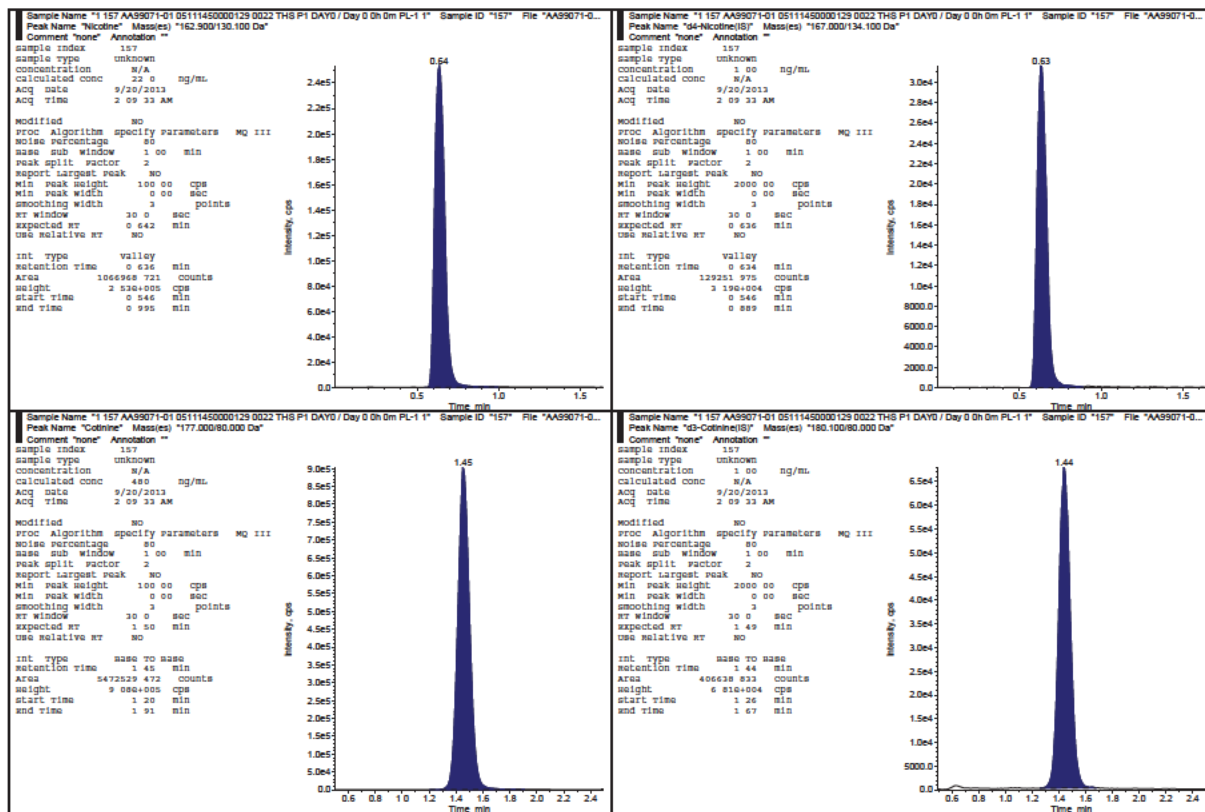 Sample Name "1 157 AA99071-01 05111450000129 0022 THS P1 DAY0 / Day 0 0h 0m PL-1 1" Sample ID "157" File "AA99071-0...
Peak Name "Nicotine" Mass(es) "162.900/130.100 Da"
Comment "none" Annotation ""
Sample Index 157
Sample Type Unknown
Concentration N/A
Calculated Conc 22 0 ng/mL
Acq Date 9/20/2013
Acq Time 2 09 33 AM
Modified NO
Proc Algorithm Specify Parameters MQ III
Noise Percentage 80
Base Sub Window 1 00 min
Peak Split Factor 2
Report Largest Peak NO
Min Peak Height 100 00 cps
Min Peak Width 0 00 sec
Smoothing Width 3 points
RT Window 30 0 sec
Expected RT 0 642 min
Use Relative RT NO
Int Type Valley
Retention Time 0 636 min
Area 1066968 721 counts
Height 2 53e+005 cps
Start Time 0 546 min
End Time 0 995 min
0.64
Intensity, cps
2.4e5
2.2e5
2.0e5
1.8e5
1.6e5
1.4e5
1.2e5
1.0e5
8.0e4
6.0e4
4.0e4
2.0e4
0.0
0.5 1.0 1.5
Time, min
Sample Name "1 157 AA99071-01 05111450000129 0022 THS P1 DAY0 / Day 0 0h 0m PL-1 1" Sample ID "157" File "AA99071-0...
Peak Name "d4-Nicotine(IS)" Mass(es) "167.000/134.100 Da"
Comment "none" Annotation ""
Sample Index 157
Sample Type Unknown
Concentration 1 00 ng/mL
Calculated Conc N/A
Acq Date 9/20/2013
Acq Time 2 09 33 AM
Modified NO
Proc Algorithm Specify Parameters MQ III
Noise Percentage 80
Base Sub Window 1 00 min
Peak Split Factor 2
Report Largest Peak NO
Min Peak Height 2000 00 cps
Min Peak Width 0 00 sec
Smoothing Width 3 points
RT Window 30 0 sec
Expected RT 0 636 min
Use Relative RT NO
Int Type Valley
Retention Time 0 634 min
Area 129251 975 counts
Height 3 19e+004 cps
Start Time 0 546 min
End Time 0 889 min
0.63
Intensity, cps
3.0e4
2.8e4
2.6e4
2.4e4
2.2e4
2.0e4
1.8e4
1.6e4
1.4e4
1.2e4
1.0e4
8000.0
6000.0
4000.0
2000.0
0.0
0.5 1.0 1.5
Time, min
Sample Name "1 157 AA99071-01 05111450000129 0022 THS P1 DAY0 / Day 0 0h 0m PL-1 1" Sample ID "157" File "AA99071-0...
Peak Name "Cotinine" Mass(es) "177.000/80.000 Da"
Comment "none" Annotation ""
Sample Index 157
Sample Type Unknown
Concentration N/A
Calculated Conc 480 ng/mL
Acq Date 9/20/2013
Acq Time 2 09 33 AM
Modified NO
Proc Algorithm Specify Parameters MQ III
Noise Percentage 80
Base Sub Window 1 00 min
Peak Split Factor 2
Report Largest Peak NO
Min Peak Height 100 00 cps
Min Peak Width 0 00 sec
Smoothing Width 3 points
RT Window 30 0 sec
Expected RT 1 50 min
Use Relative RT NO
Int Type Base To Base
Retention Time 1 45 min
Area 5472529 472 counts
Height 9 08e+005 cps
Start Time 1 20 min
End Time 1 91 min
1.45
Intensity, cps
9.0e5
8.5e5
8.0e5
7.5e5
7.0e5
6.5e5
6.0e5
5.5e5
5.0e5
4.5e5
4.0e5
3.5e5
3.0e5
2.5e5
2.0e5
1.5e5
1.0e5
5.0e4
0.0
0.6 0.8 1.0 1.2 1.4 1.6 1.8 2.0 2.2 2.4
Time, min
Sample Name "1 157 AA99071-01 05111450000129 0022 THS P1 DAY0 / Day 0 0h 0m PL-1 1" Sample ID "157" File "AA99071-0...
Peak Name "d3-Cotinine(IS)" Mass(es) "180.100/80.000 Da"
Comment "none" Annotation ""
Sample Index 157
Sample Type Unknown
Concentration 1 00 ng/mL
Calculated Conc N/A
Acq Date 9/20/2013
Acq Time 2 09 33 AM
Modified NO
Proc Algorithm Specify Parameters MQ III
Noise Percentage 80
Base Sub Window 1 00 min
Peak Split Factor 2
Report Largest Peak NO
Min Peak Height 2000 00 cps
Min Peak Width 0 00 sec
Smoothing Width 3 points
RT Window 30 0 sec
Expected RT 1 49 min
Use Relative RT NO
Int Type Base To Base
Retention Time 1 44 min
Area 406638 833 counts
Height 6 81e+004 cps
Start Time 1 26 min
End Time 1 67 min
1.44
Intensity, cps
6.5e4
6.0e4
5.5e4
5.0e4
4.5e4
4.0e4
3.5e4
3.0e4
2.5e4
2.0e4
1.5e4
1.0e4
5000.0
0.0
0.6 0.8 1.0 1.2 1.4 1.6 1.8 2.0 2.2 2.4
Time, min